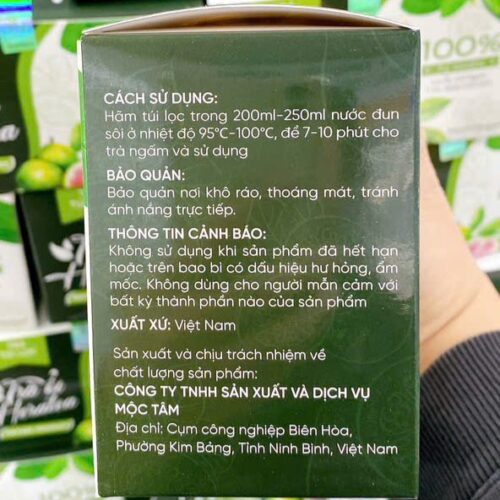 CÁCH SỬ DỤNG:
Hãm túi lọc trong 200ml-250ml nước đun
sôi ở nhiệt độ 95°C-100°C, để 7-10 phút cho
trà ngấm và sử dụng
BẢO QUẢN:
Bảo quản nơi khô ráo, thoáng mát, tránh
ánh nắng trực tiếp.
THÔNG TIN CẢNH BÁO:
Không sử dụng khi sản phẩm đã hết hạn
hoặc trên bao bì có dấu hiệu hư hỏng, ẩm
mốc. Không dùng cho người mẫn cảm với
bất kỳ thành phần nào của sản phẩm
XUẤT XỨ: Việt Nam
Sản xuất và chịu trách nhiệm về
chất lượng sản phẩm:
CÔNG TY TNHH SẢN XUẤT VÀ DỊCH VỤ
MỘC TÂM
Địa chỉ: Cụm công nghiệp Biên Hòa,
Phường Kim Bảng, Tỉnh Ninh Bình, Việt Nam
100%